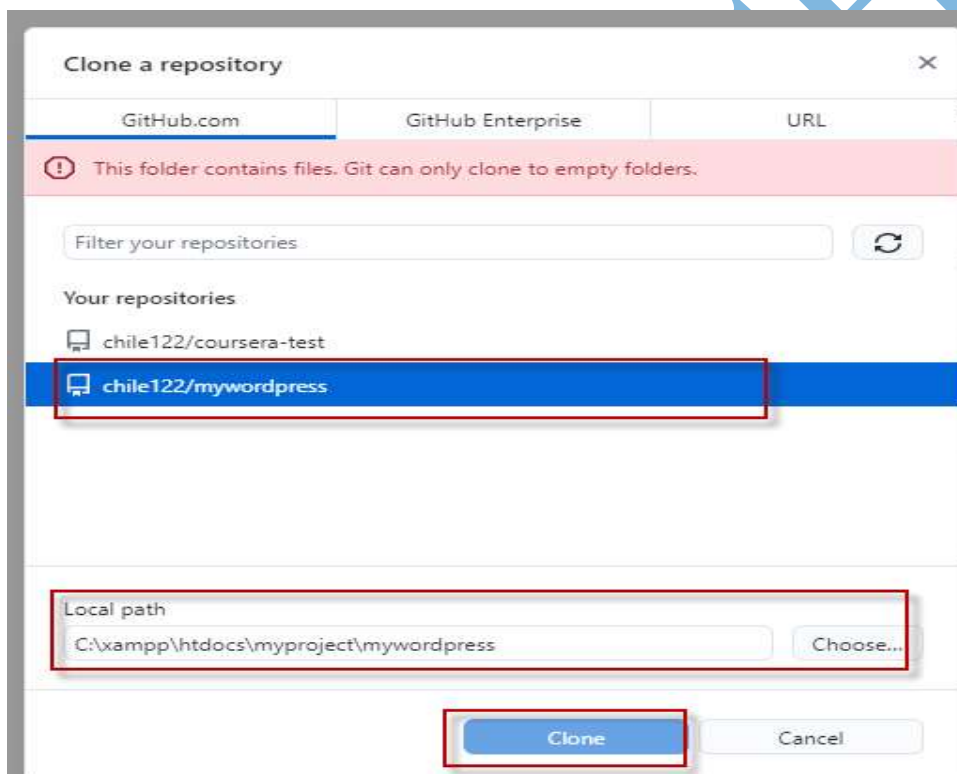 Clone a repository
GitHub.com GitHub Enterprise URL
This folder contains files. Git can only clone to empty folders.
Filter your repositories
Your repositories
chile122/coursera-test
chile122/mywordpress
Local path
C:\xampp\htdocs\myproject\mywordpress Choose...
Clone Cancel